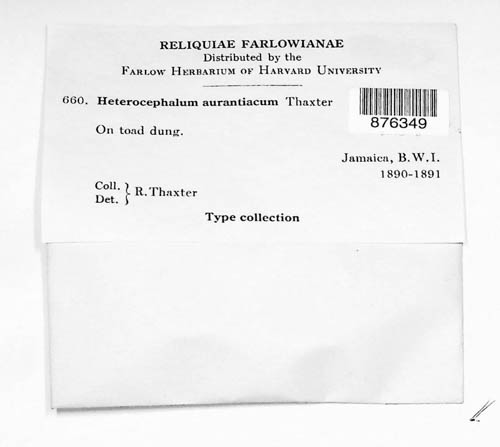 RELIQUIAE FARLOWIANAE
Distributed by the
FARLOW HERBARIUM OF HARVARD UNIVERSITY
660. Heterocephalum aurantiacum Thaxter
876349
On toad dung.
Jamaica, B.W.I.
1890-1891
Coll.
Det. } R. Thaxter
Type collection